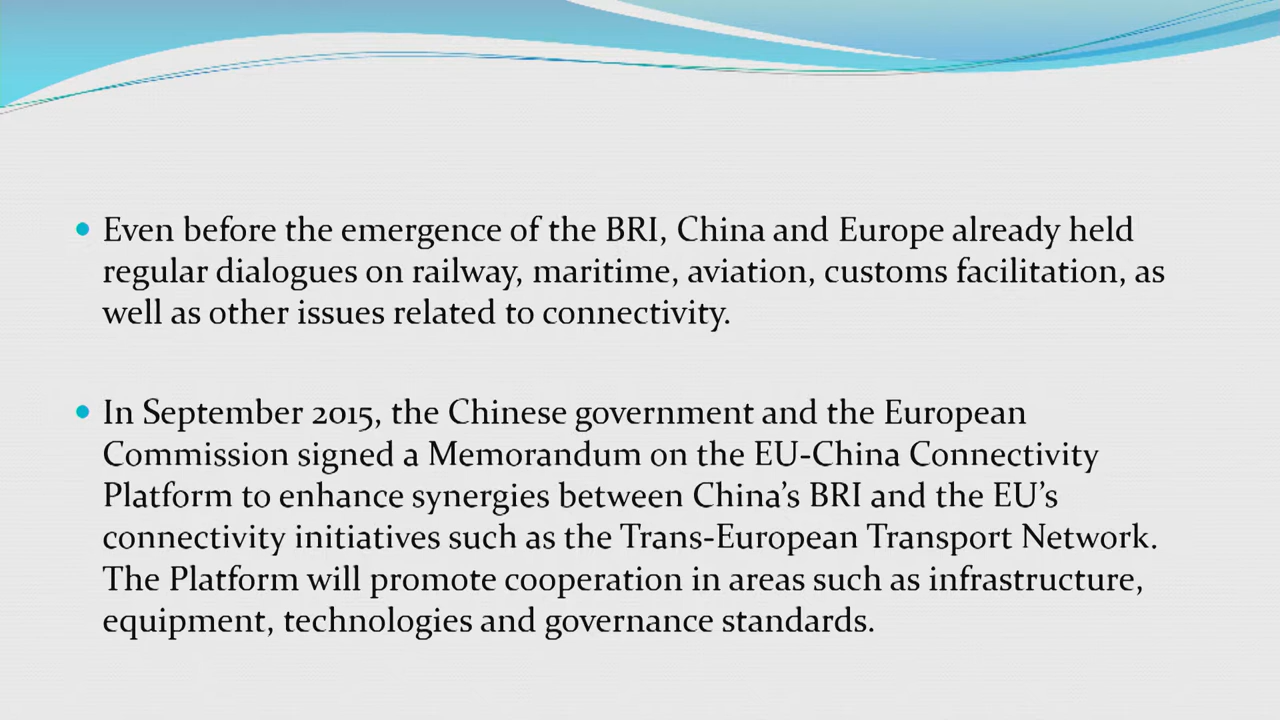 • Even before the emergence of the BRI, China and Europe already held
regular dialogues on railway, maritime, aviation, customs facilitation, as
well as other issues related to connectivity.
• In September 2015, the Chinese government and the European
Commission signed a Memorandum on the EU-China Connectivity
Platform to enhance synergies between China’s BRI and the EU’s
connectivity initiatives such as the Trans-European Transport Network.
The Platform will promote cooperation in areas such as infrastructure,
equipment, technologies and governance standards.